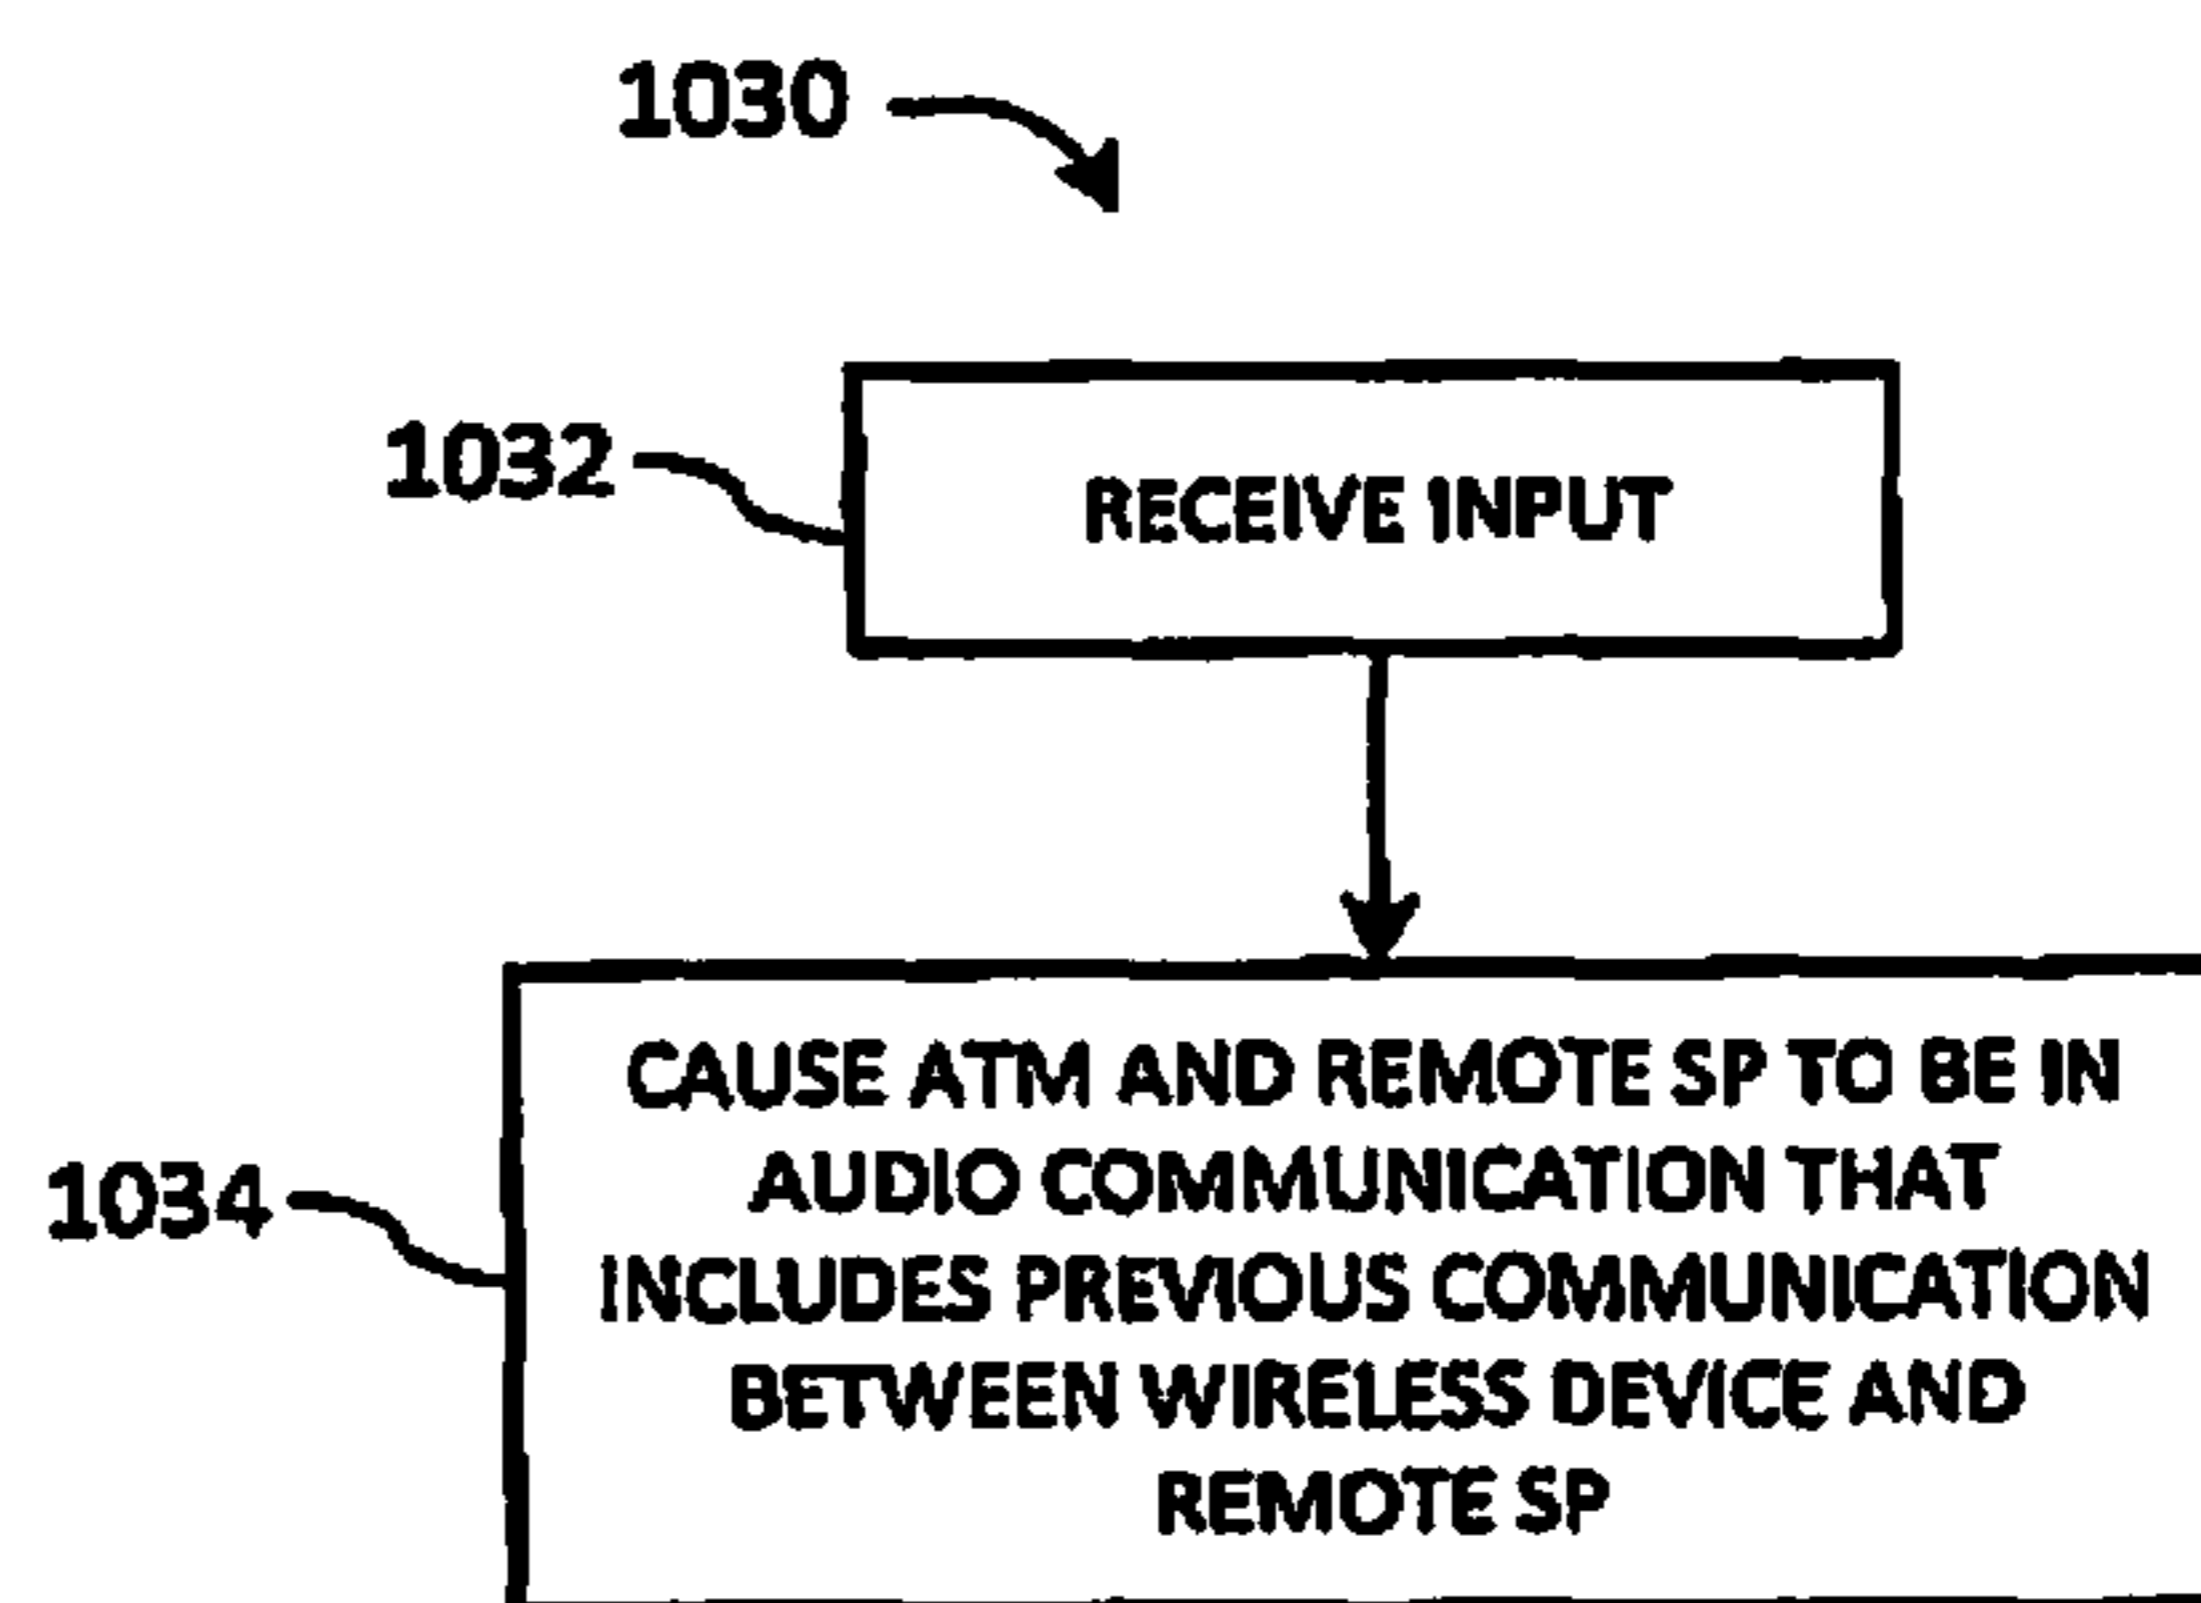 1030
1032
RECEIVE INPUT
CAUSE ATM AND REMOTE SP TO BE IN
AUDIO COMMUNICATION THAT
1034
INCLUDES PREVIOUS COMMUNICATION
BETWEEN WIRELESS DEVICE AND
REMOTE SP